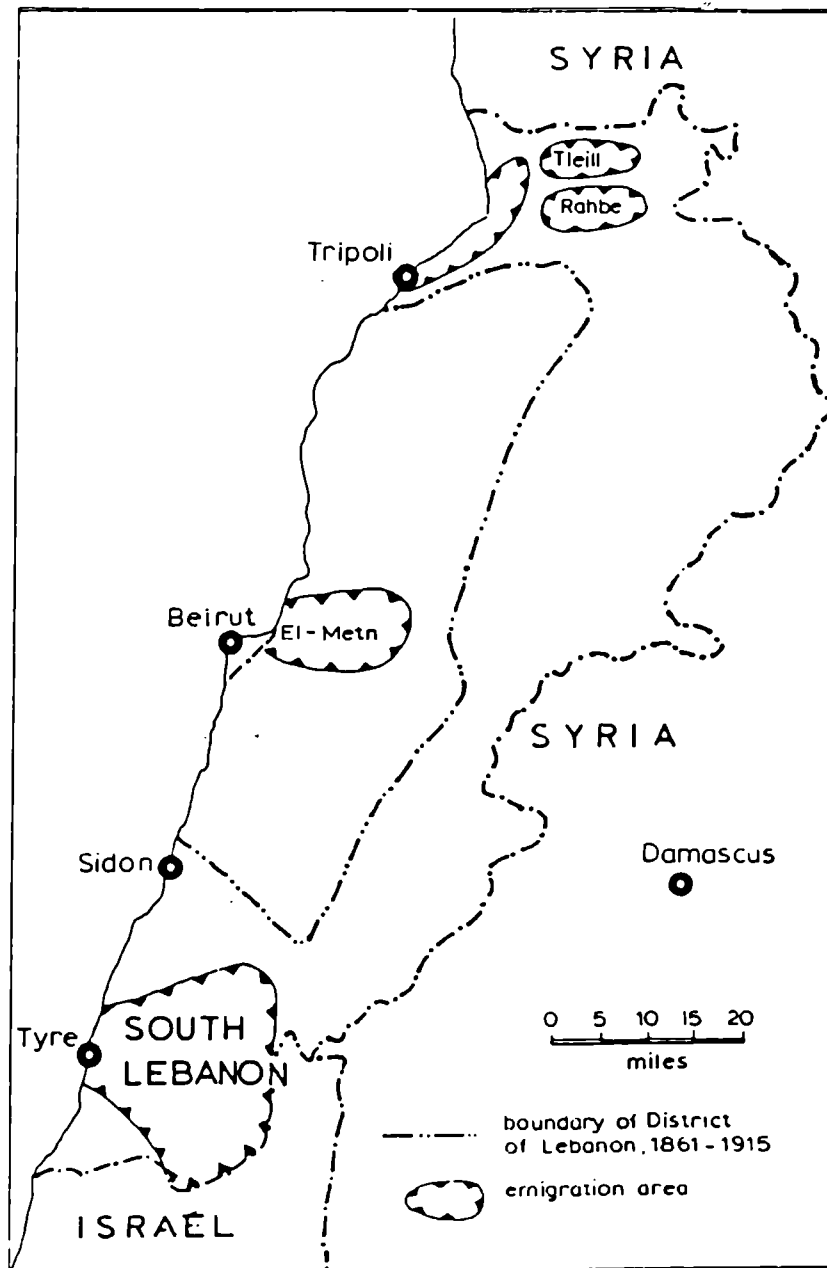 SYRIA
Tleill
Rahbe
Tripoli
Beirut
El-Metn
SYRIA
Sidon
Damascus
Tyre
SOUTH
LEBANON
0 5 10 15 20
miles
boundary of District
of Lebanon, 1861-1915
emigration area
ISRAEL